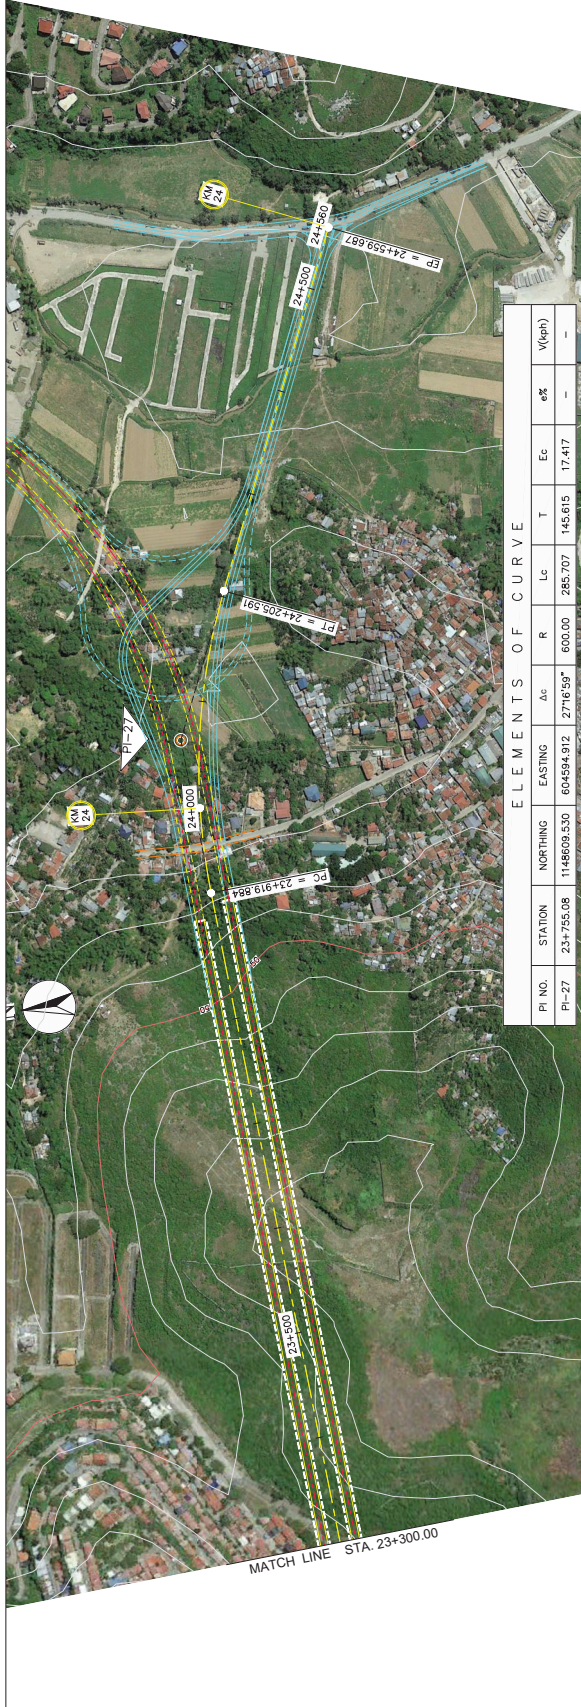 MATCH LINE STA. 23+300.00
23+500
50
50
PC = 23+919.884
24+000
KM
24
PI-27
PT = 24+205.591
24+500
24+560
EP = 24+559.687
KM
24
ELEMENTS OF CURVE
PI NO. STATION NORTHING EASTING Δc R Lc T Ec e% V(kph)
PI-27 23+755.08 1148609.530 604594.912 27°16'59" 600.00 285.707 145.615 17.417 – –